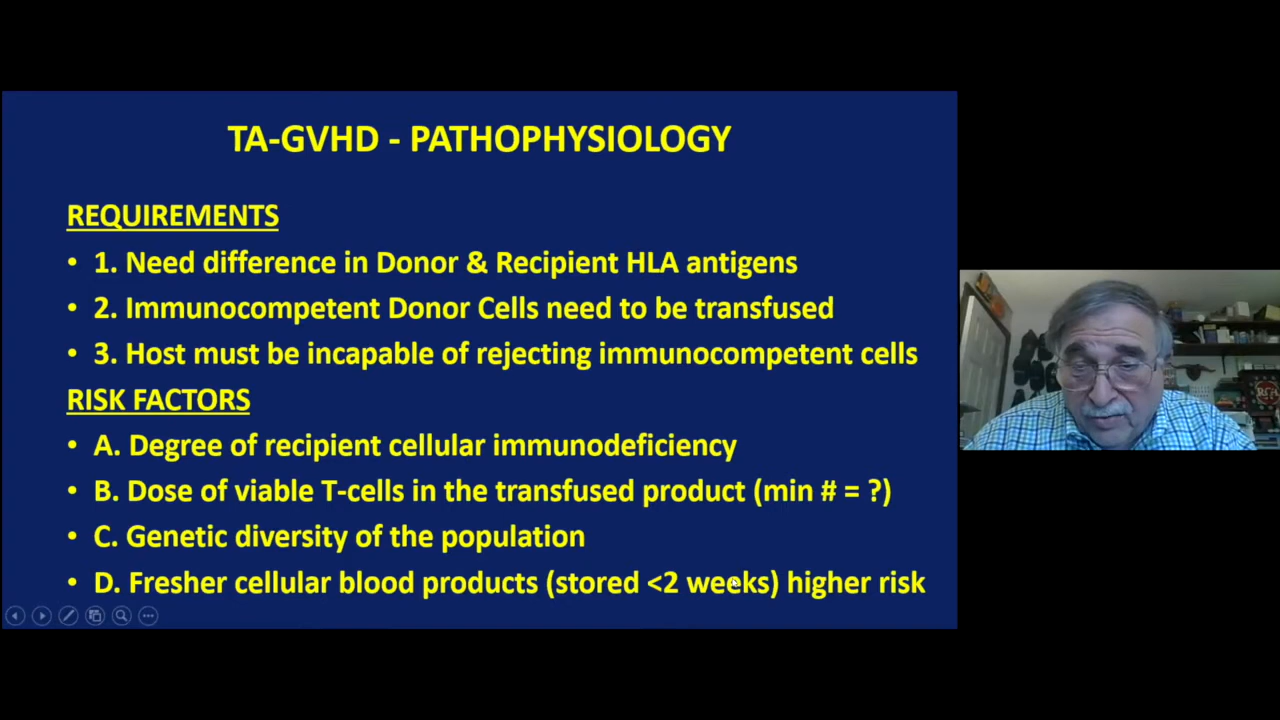 TA-GVHD - PATHOPHYSIOLOGY
REQUIREMENTS
• 1. Need difference in Donor & Recipient HLA antigens
• 2. Immunocompetent Donor Cells need to be transfused
• 3. Host must be incapable of rejecting immunocompetent cells
RISK FACTORS
• A. Degree of recipient cellular immunodeficiency
• B. Dose of viable T-cells in the transfused product (min # = ?)
• C. Genetic diversity of the population
• D. Fresher cellular blood products (stored <2 weeks) higher risk